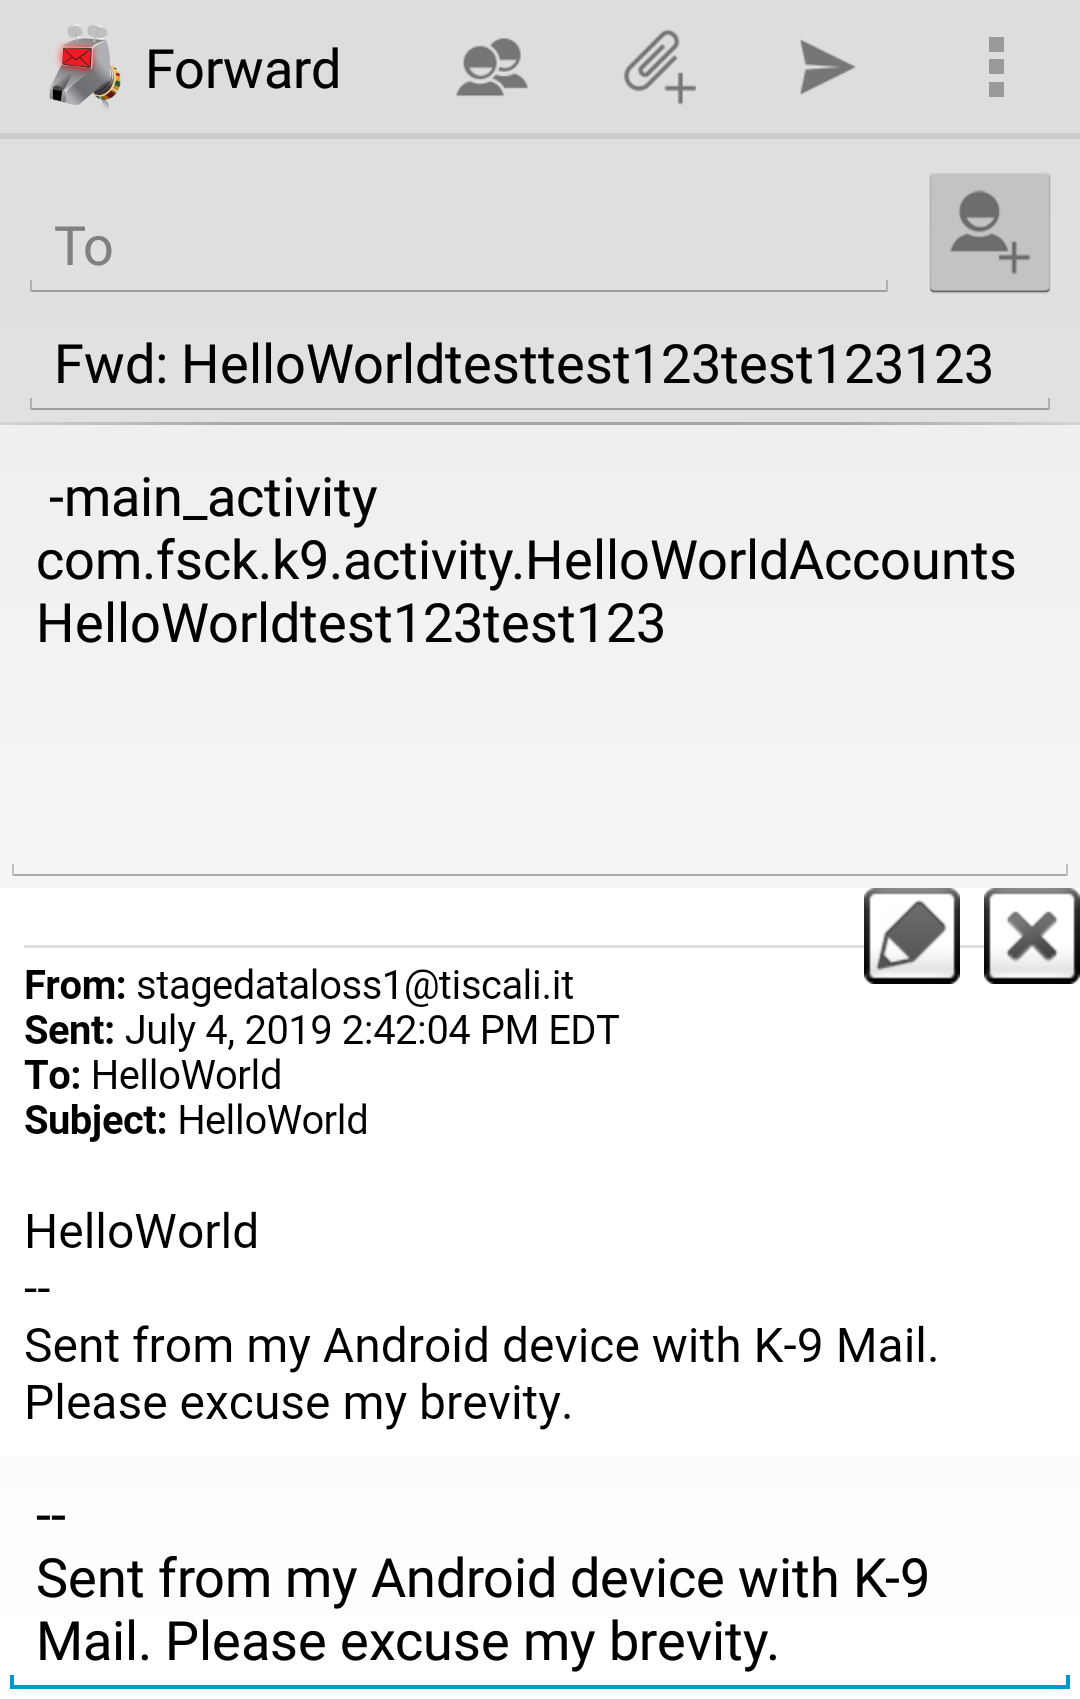 Forward
To
Fwd: HelloWorldtesttest123test123123
-main_activity
com.fsck.k9.activity.HelloWorldAccounts
HelloWorldtest123test123
From: stagedataloss1@tiscali.it
Sent: July 4, 2019 2:42:04 PM EDT
To: HelloWorld
Subject: HelloWorld
HelloWorld
--
Sent from my Android device with K-9 Mail.
Please excuse my brevity.
--
Sent from my Android device with K-9
Mail. Please excuse my brevity.